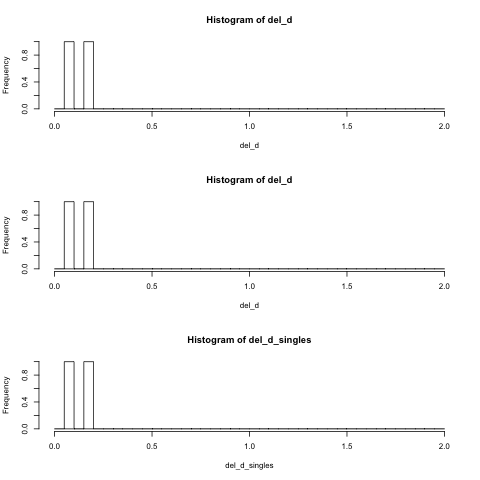 Histogram of del_d
Frequency
0.0 0.4 0.8
0.0 0.5 1.0 1.5 2.0
del_d
Histogram of del_d
Frequency
0.0 0.4 0.8
0.0 0.5 1.0 1.5 2.0
del_d
Histogram of del_d_singles
Frequency
0.0 0.4 0.8
0.0 0.5 1.0 1.5 2.0
del_d_singles